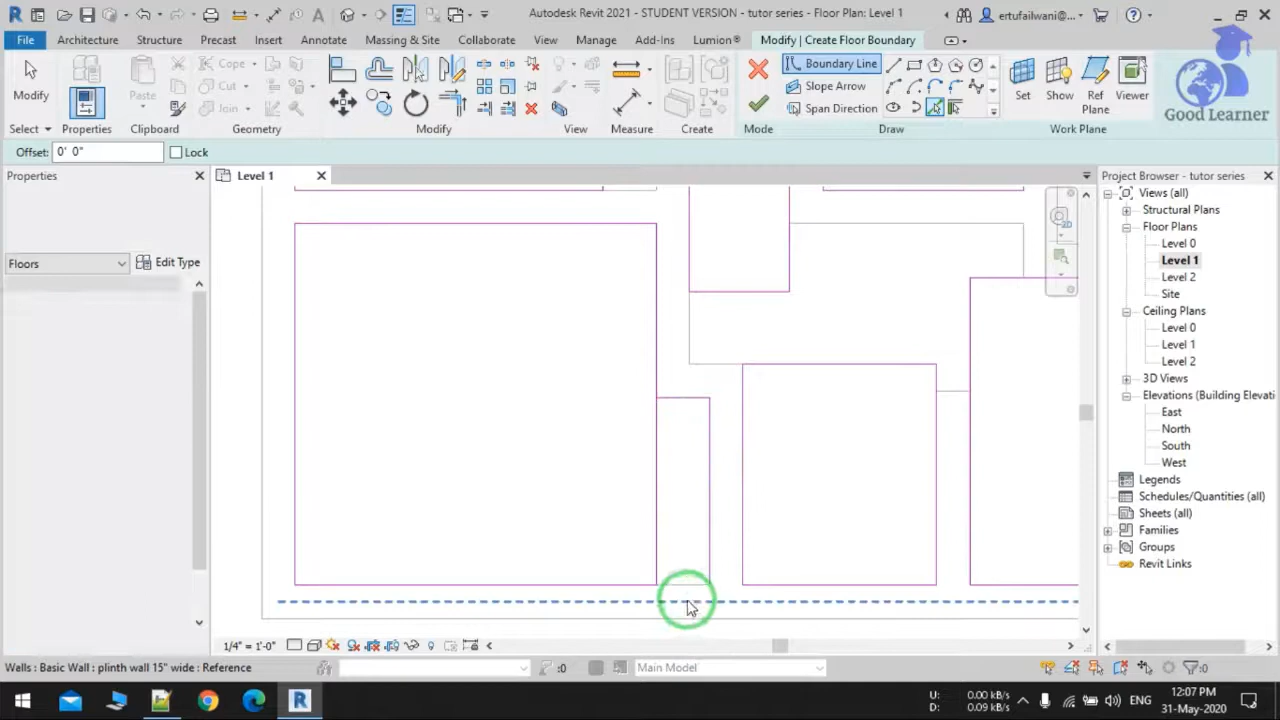 Autodesk Revit 2021 - STUDENT VERSION - tutor series - Floor Plan: Level 1
ertufailwani@...
File Architecture Structure Precast Insert Annotate Massing & Site Collaborate View Manage Add-Ins Lumion® Modify | Create Floor Boundary
Modify
Select
Properties
Paste
Clipboard
Cope
Cut
Join
Geometry
Modify
View
Measure
Create
Mode
Boundary Line
Slope Arrow
Span Direction
Draw
Set
Show
Ref
Plane
Viewer
Work Plane
Good Learner
Offset: 0' 0" Lock
Properties
Level 1
Project Browser - tutor series
Floors
Edit Type
Views (all)
Structural Plans
Floor Plans
Level 0
Level 1
Level 2
Site
Ceiling Plans
Level 0
Level 1
Level 2
3D Views
Elevations (Building Elevati
East
North
South
West
Legends
Schedules/Quantities (all)
Sheets (all)
Families
Groups
Revit Links
2D
1/4" = 1'-0"
Walls : Basic Wall : plinth wall 15" wide : Reference
:0
Main Model
:0
U: 0.00 kB/s
D: 0.09 kB/s
ENG
12:07 PM
31-May-2020